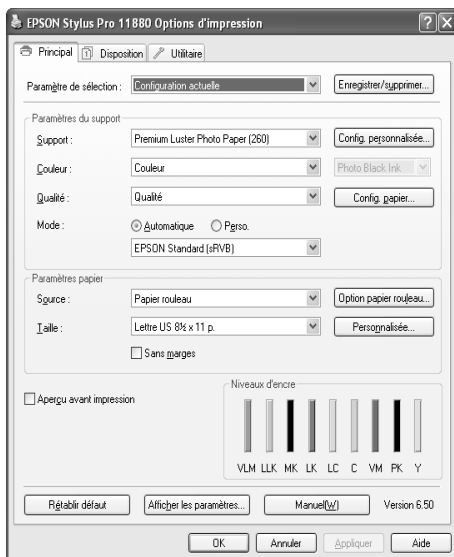 EPSON Stylus Pro 11880 Options d'impression
Principal Disposition Utilitaire
Paramètre de sélection : Configuration actuelle Enregistrer/supprimer...
Paramètres du support
Support : Premium Luster Photo Paper (260) Config. personnalisée...
Couleur : Couleur Photo Black Ink
Qualité : Qualité Config. papier...
Mode : Automatique Perso.
EPSON Standard (sRVB)
Paramètres papier
Source : Papier rouleau Option papier rouleau...
Taille : Lettre US 8½ x 11 p. Personnalisée...
Sans marges
Aperçu avant impression
Niveaux d'encre
VLM LLK MK LK LC C VM PK Y
Rétablir défaut Afficher les paramètres... Manuel(W) Version 6.50
OK Annuler Appliquer Aide